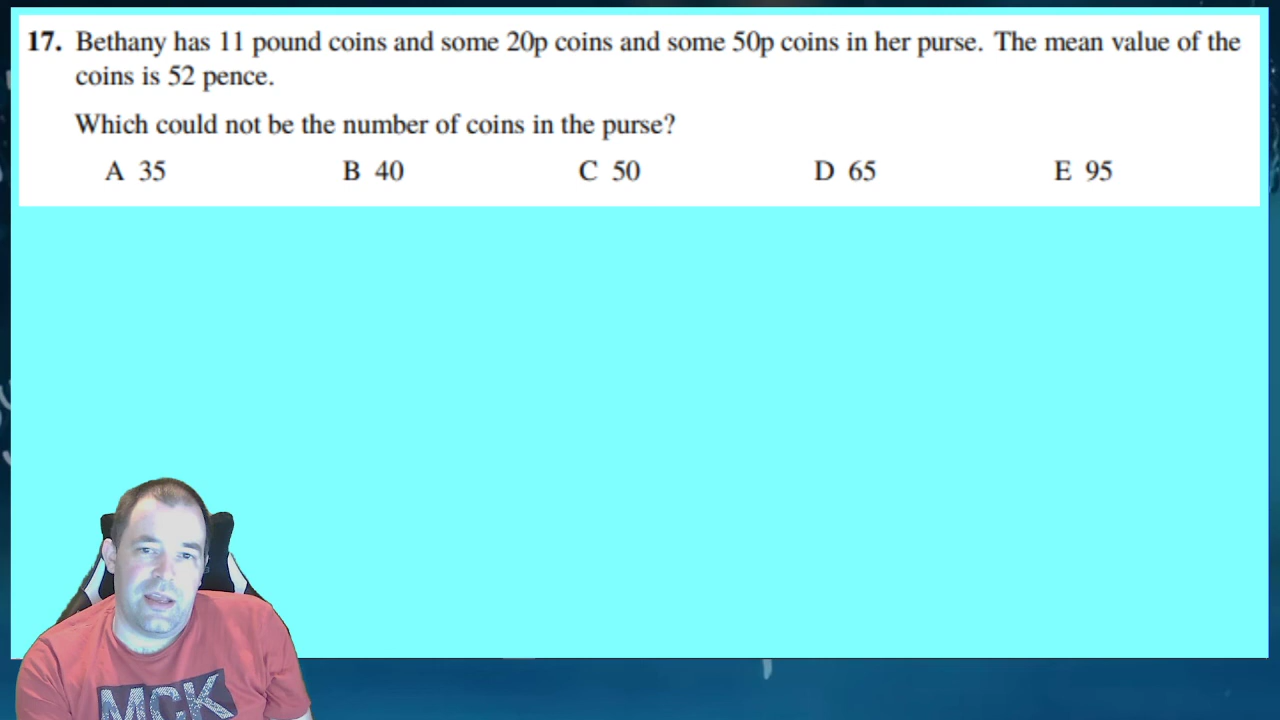 17. Bethany has 11 pound coins and some 20p coins and some 50p coins in her purse. The mean value of the
coins is 52 pence.
Which could not be the number of coins in the purse?
A 35 B 40 C 50 D 65 E 95
MCK